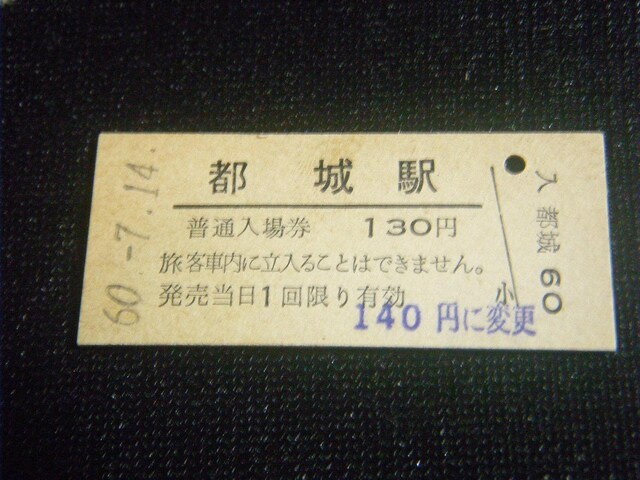 60.-7.14.
都城駅
普通入場券 130円
旅客車内に立入ることはできません。
発売当日1回限り有効
140 円に変更
小
入 都城 60